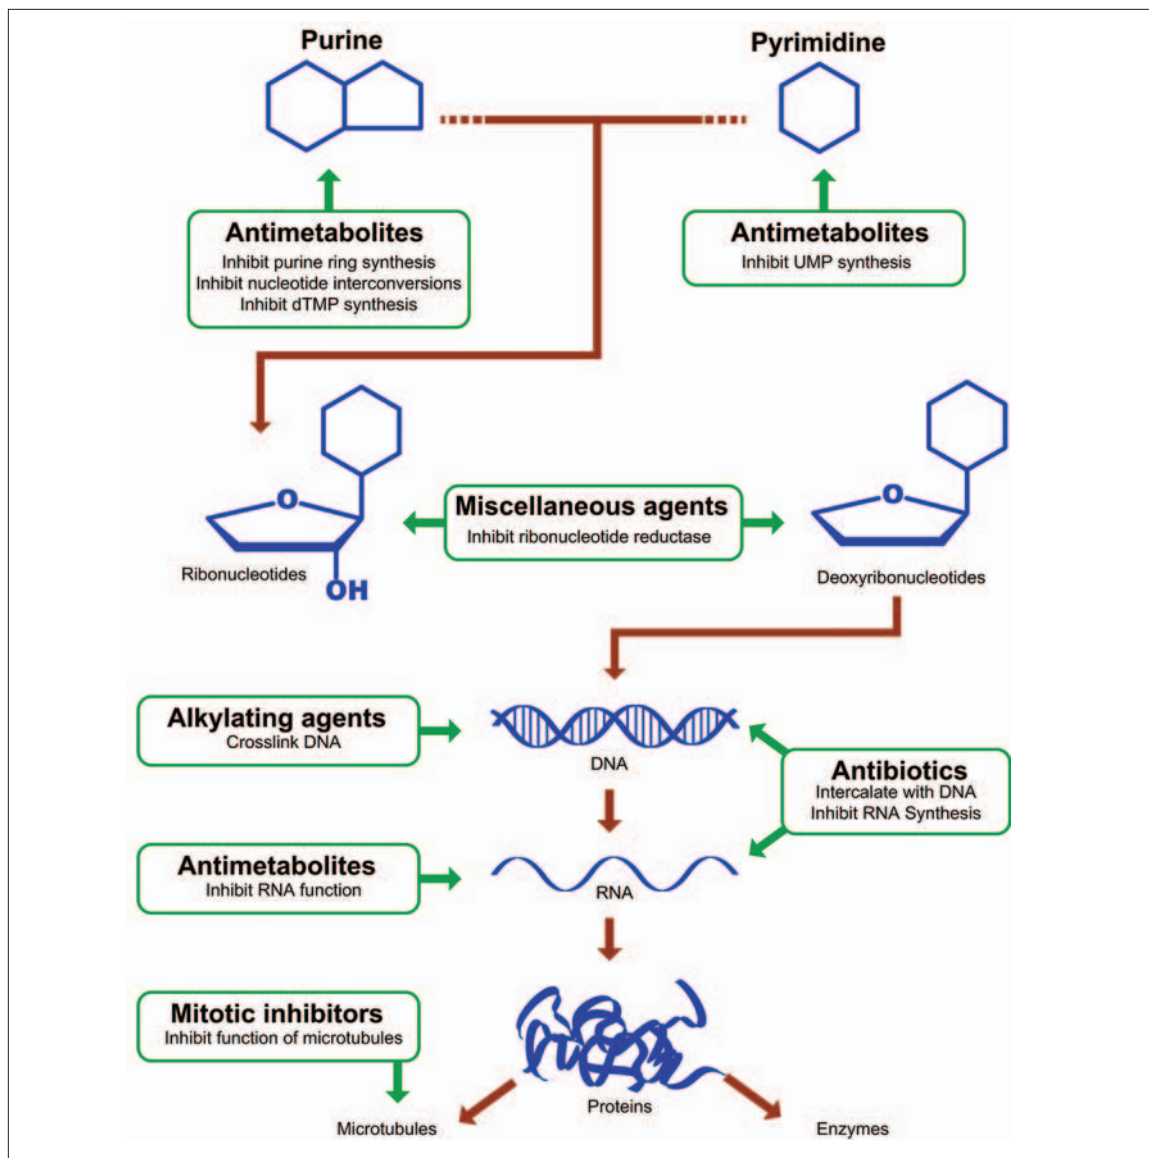 Purine
Pyrimidine
Antimetabolites
Inhibit purine ring synthesis
Inhibit nucleotide interconversions
Inhibit dTMP synthesis
Antimetabolites
Inhibit UMP synthesis
O
OH
Ribonucleotides
Miscellaneous agents
Inhibit ribonucleotide reductase
O
Deoxyribonucleotides
Alkylating agents
Crosslink DNA
DNA
Antibiotics
Intercalate with DNA
Inhibit RNA Synthesis
Antimetabolites
Inhibit RNA function
RNA
Mitotic inhibitors
Inhibit function of microtubules
Proteins
Microtubules
Enzymes